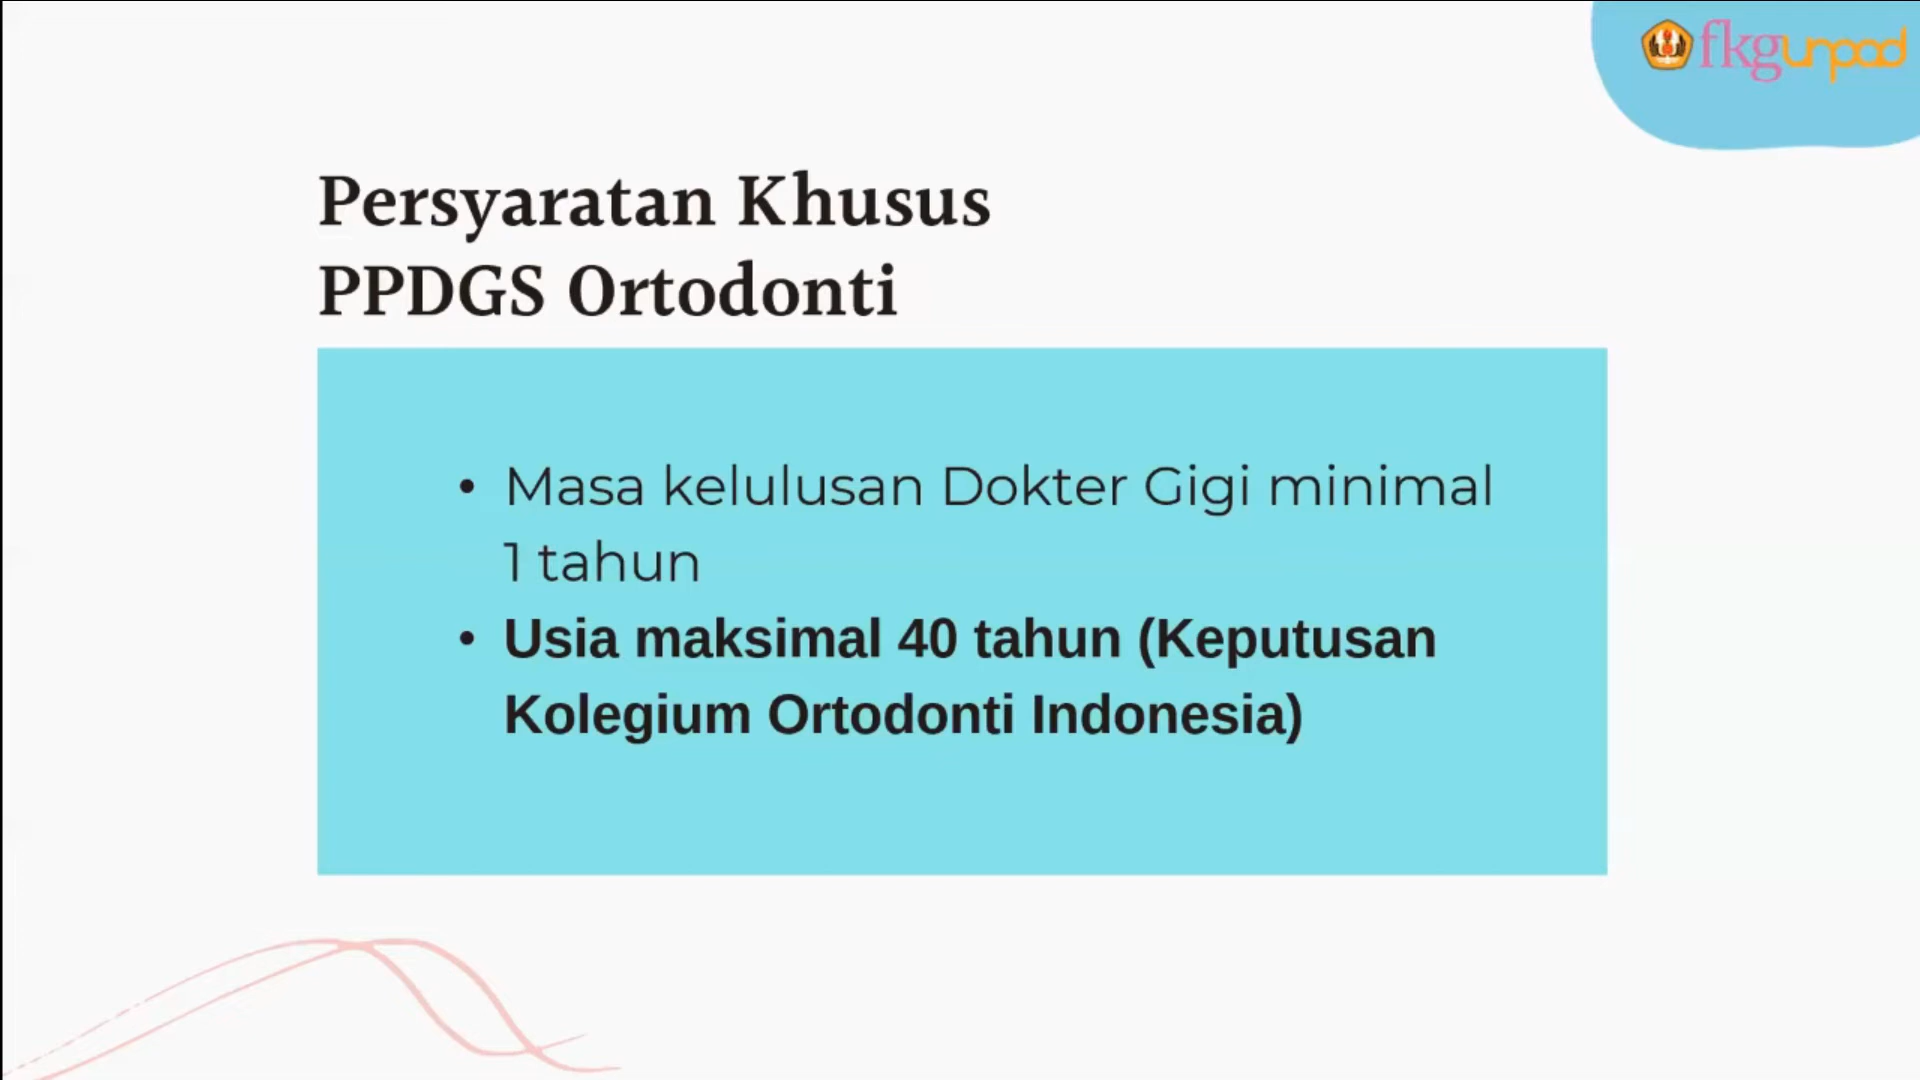 fkgunpad
Persyaratan Khusus
PPDGS Ortodonti
• Masa kelulusan Dokter Gigi minimal
1 tahun
• Usia maksimal 40 tahun (Keputusan
Kolegium Ortodonti Indonesia)